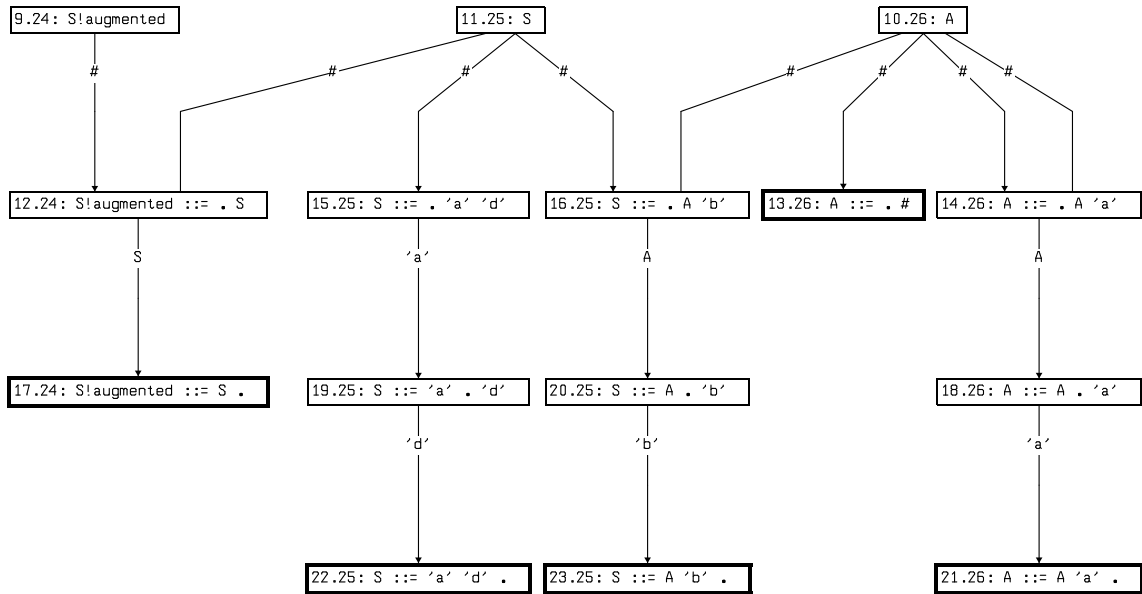 9.24: S!augmented
11.25: S
10.26: A
# # # # # # # #
12.24: S!augmented ::= . S
15.25: S ::= . 'a' 'd'
16.25: S ::= . A 'b'
13.26: A ::= . #
14.26: A ::= . A 'a'
S 'a' A A
17.24: S!augmented ::= S .
19.25: S ::= 'a' . 'd'
20.25: S ::= A . 'b'
18.26: A ::= A . 'a'
'd' 'b' 'a'
22.25: S ::= 'a' 'd' .
23.25: S ::= A 'b' .
21.26: A ::= A 'a' .